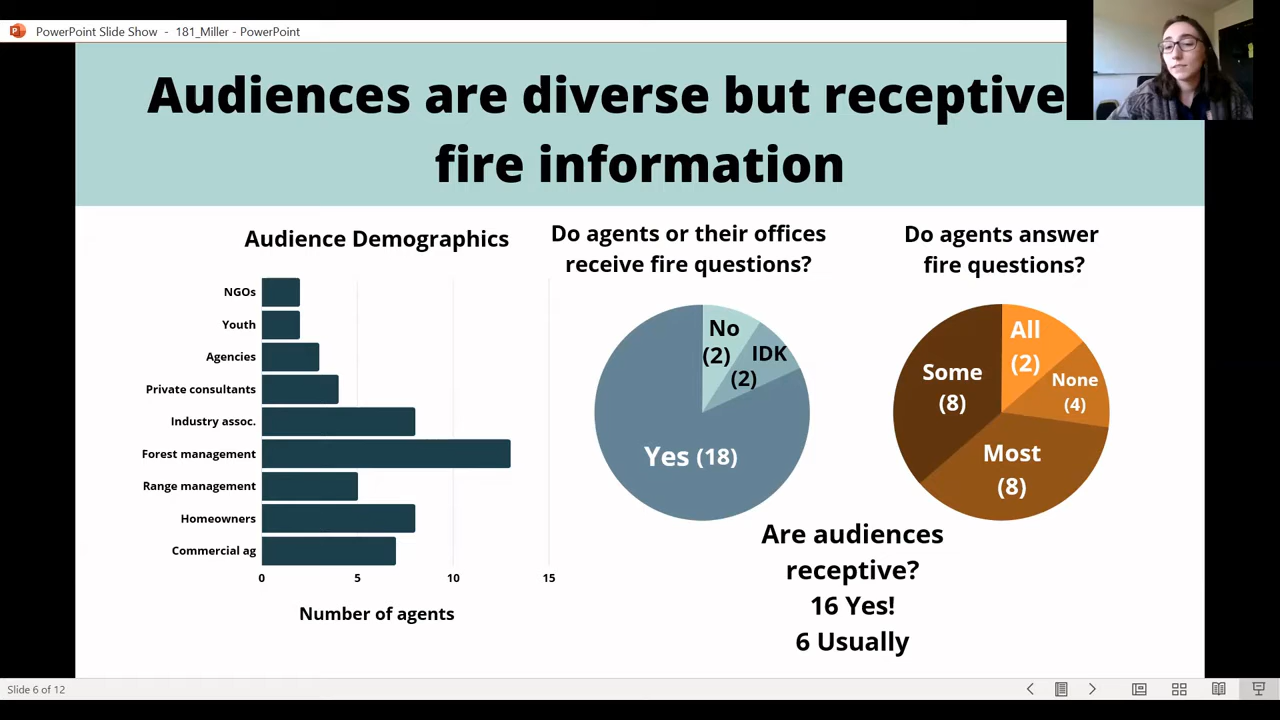 PowerPoint Slide Show - 181_Miller - PowerPoint
Audiences are diverse but receptive
fire information
Audience Demographics
NGOs
Youth
Agencies
Private consultants
Industry assoc.
Forest management
Range management
Homeowners
Commercial ag
0 5 10 15
Number of agents
Do agents or their offices
receive fire questions?
No
(2)
IDK
(2)
Yes (18)
Do agents answer
fire questions?
All
(2)
None
(4)
Some
(8)
Most
(8)
Are audiences
receptive?
16 Yes!
6 Usually
Slide 6 of 12